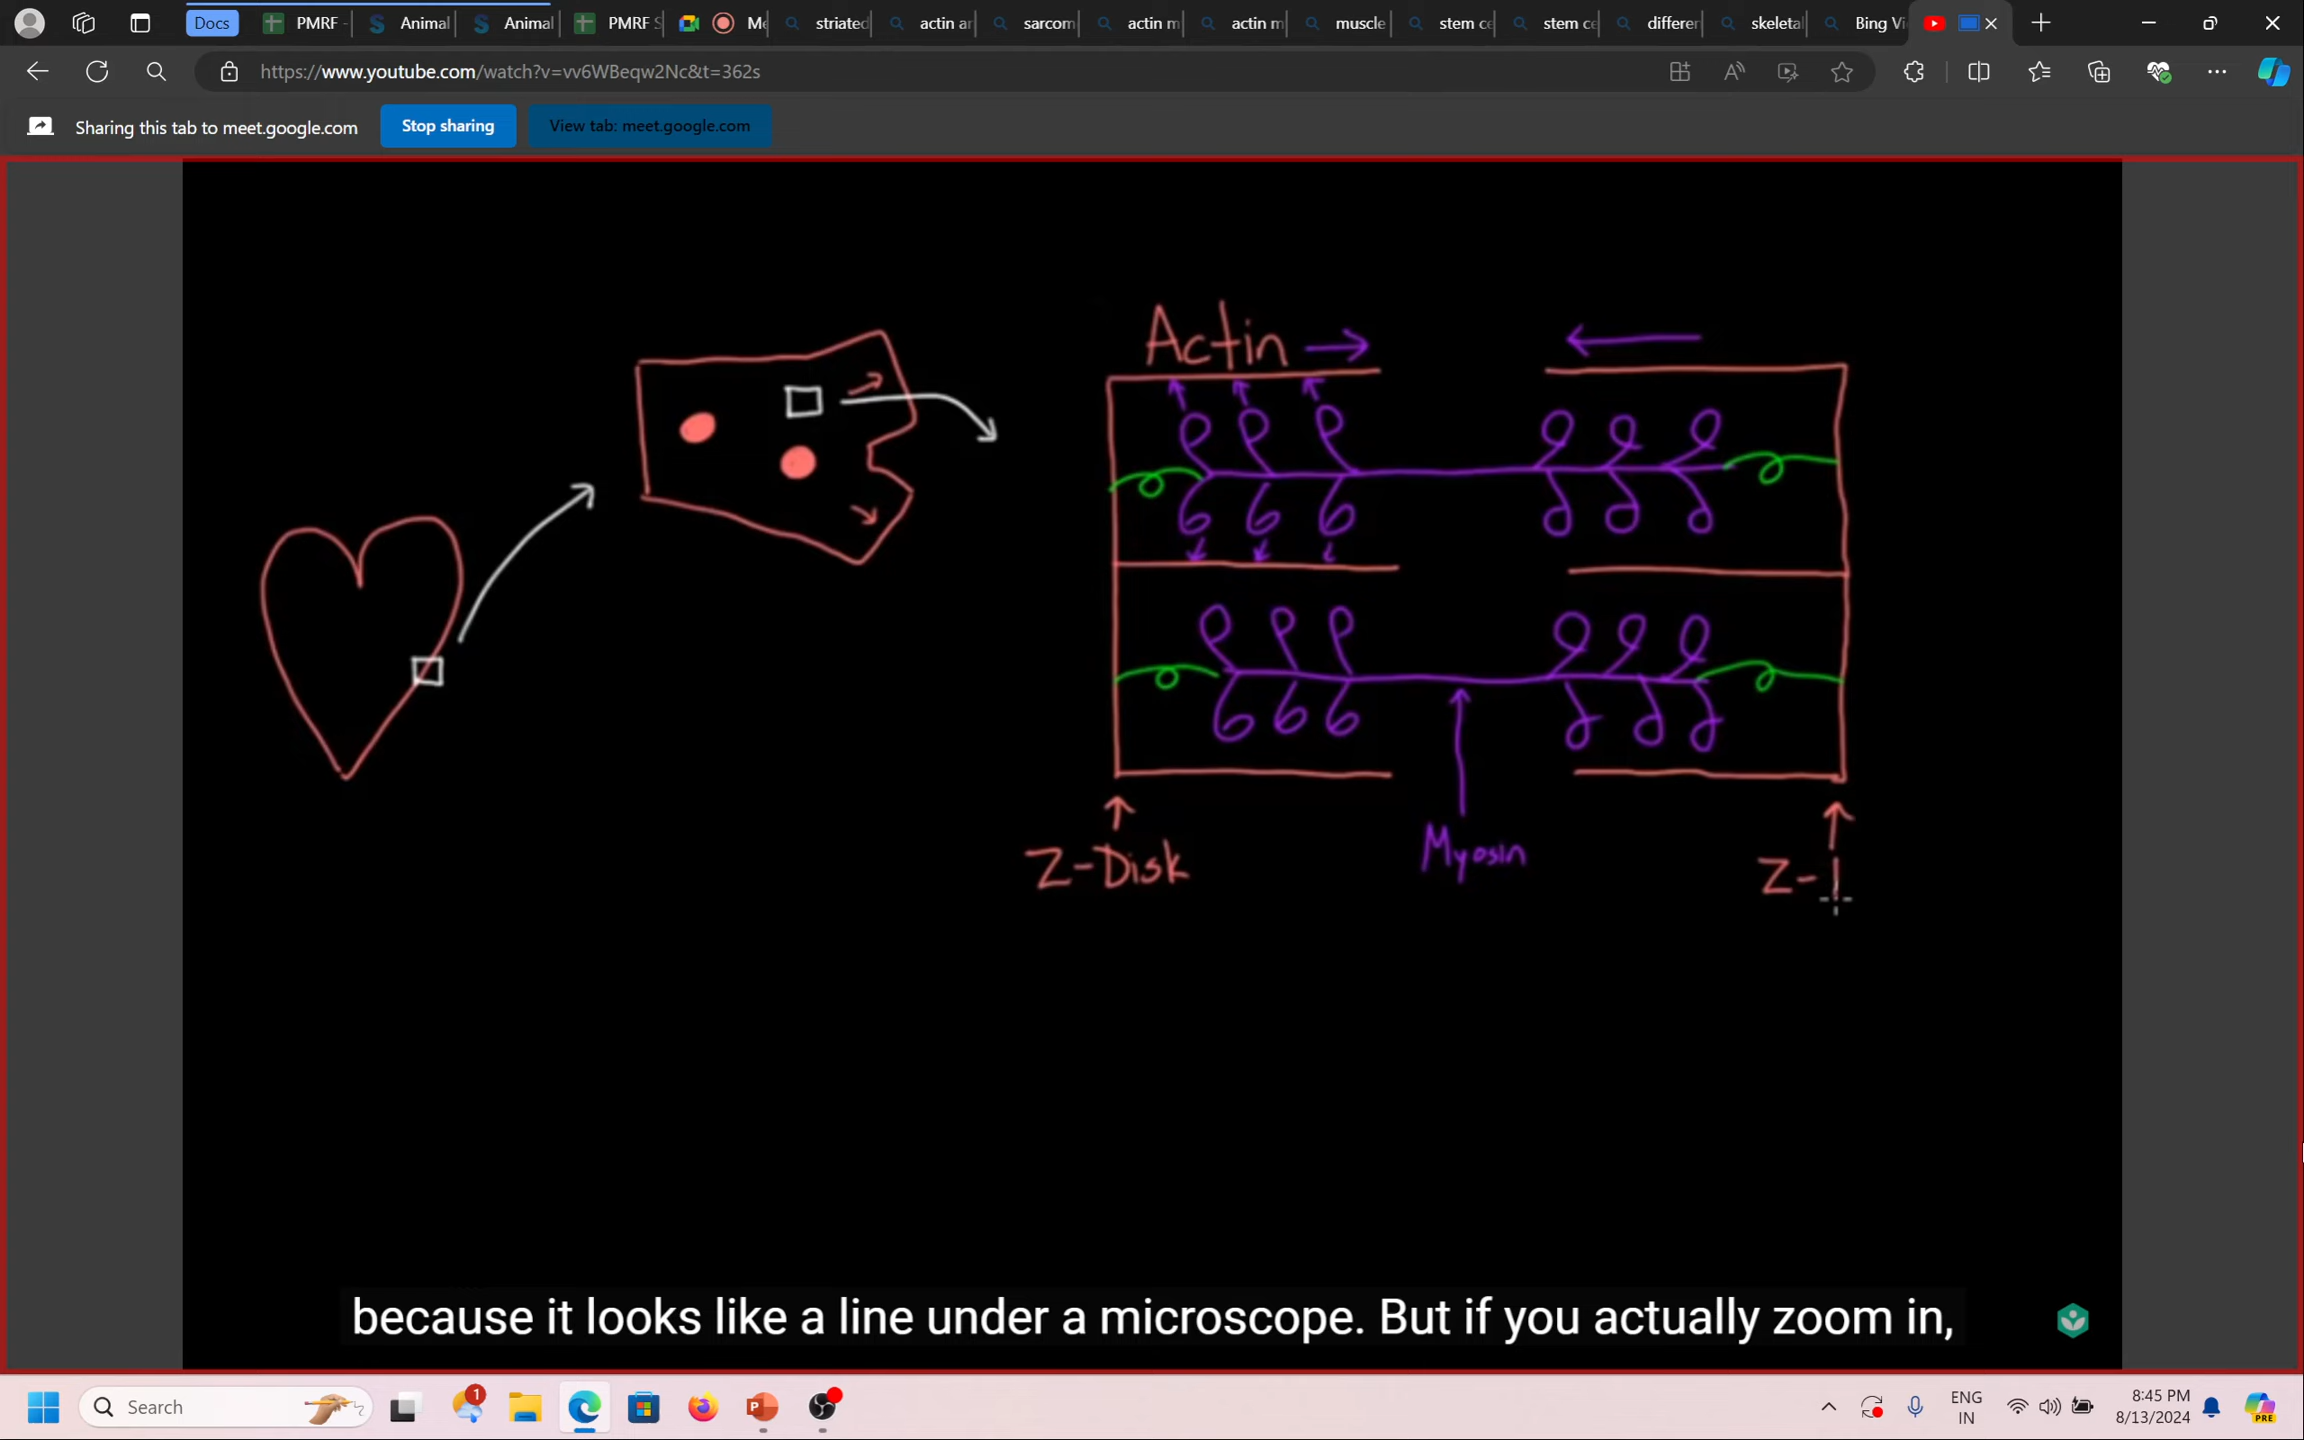 Docs PMRF - Animal Animal PMRF S Me striated actin ar sarcom actin m actin m muscle stem ce stem ce differen skeletal Bing Vi
https://www.youtube.com/watch?v=vv6WBeqw2Nc&t=362s
Sharing this tab to meet.google.com Stop sharing View tab: meet.google.com
Actin
Z-Disk
Myosin
Z-
because it looks like a line under a microscope. But if you actually zoom in,
Search
1
ENG
IN
8:45 PM
8/13/2024
PRE